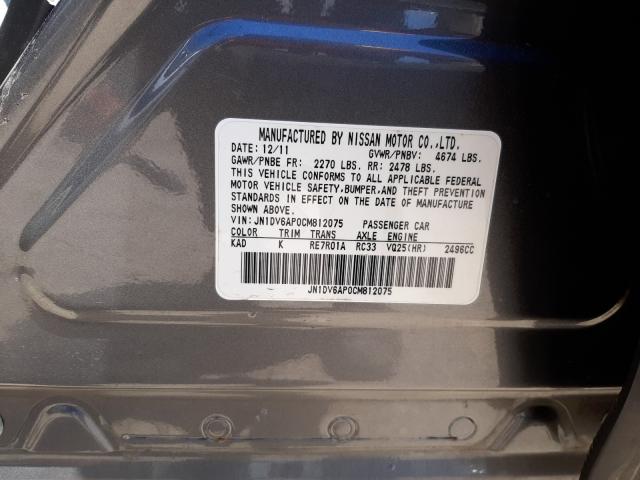 MANUFACTURED BY NISSAN MOTOR CO.,LTD.
DATE: 12/11 GVWR/PNBV: 4674 LBS.
GAWR/PNBE FR: 2270 LBS. RR: 2478 LBS.
THIS VEHICLE CONFORMS TO ALL APPLICABLE FEDERAL
MOTOR VEHICLE SAFETY,BUMPER,AND THEFT PREVENTION
STANDARDS IN EFFECT ON THE DATE OF MANUFACTURE
SHOWN ABOVE.
VIN: JN1DV6AP0CM812075 PASSENGER CAR
COLOR TRIM TRANS AXLE ENGINE
KAD K RE7R01A RC33 VQ25(HR) 2496CC
JN1DV6AP0CM812075